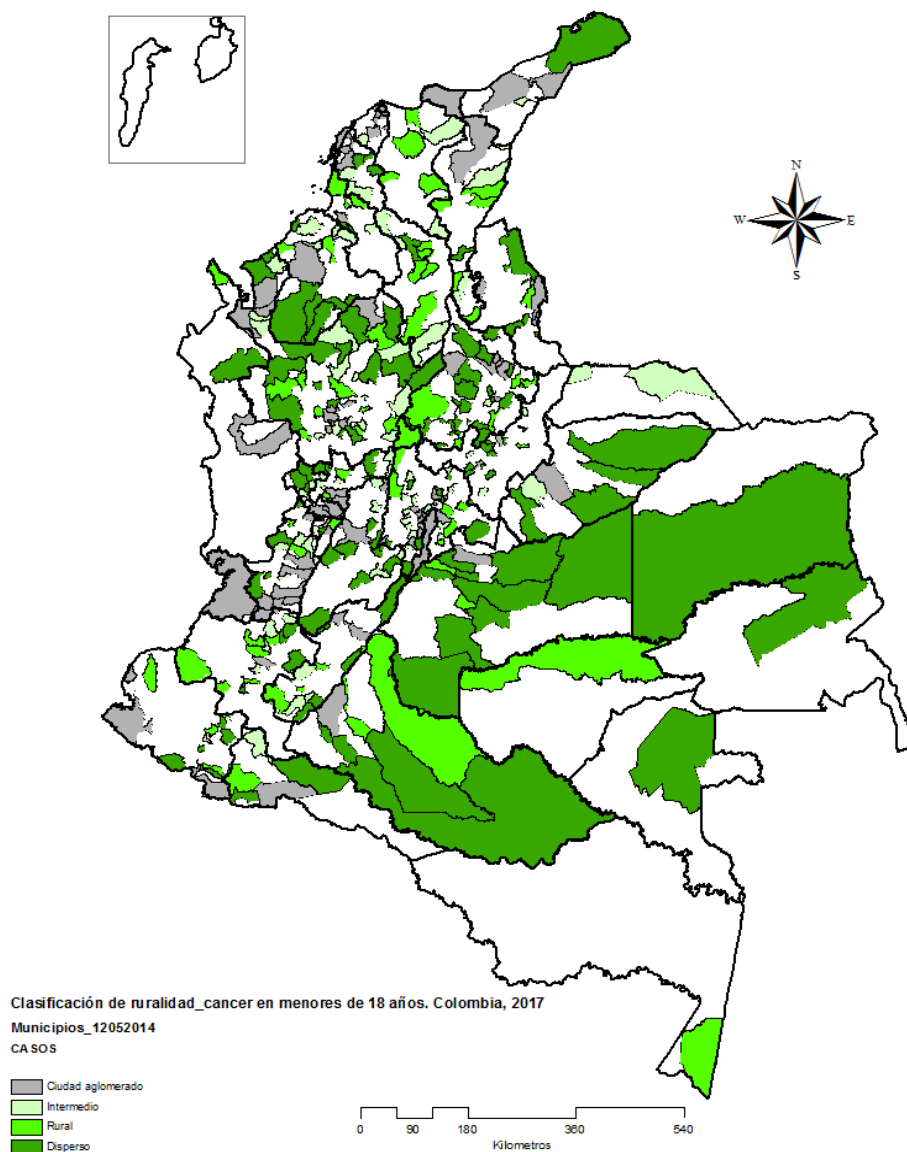 N
W E
S
Clasificación de ruralidad_cancer en menores de 18 años. Colombia, 2017
Municipios_12052014
CASOS
Ciudad aglomerado
Intermedio
Rural
Disperso
0 90 180 360 540
Kilometros